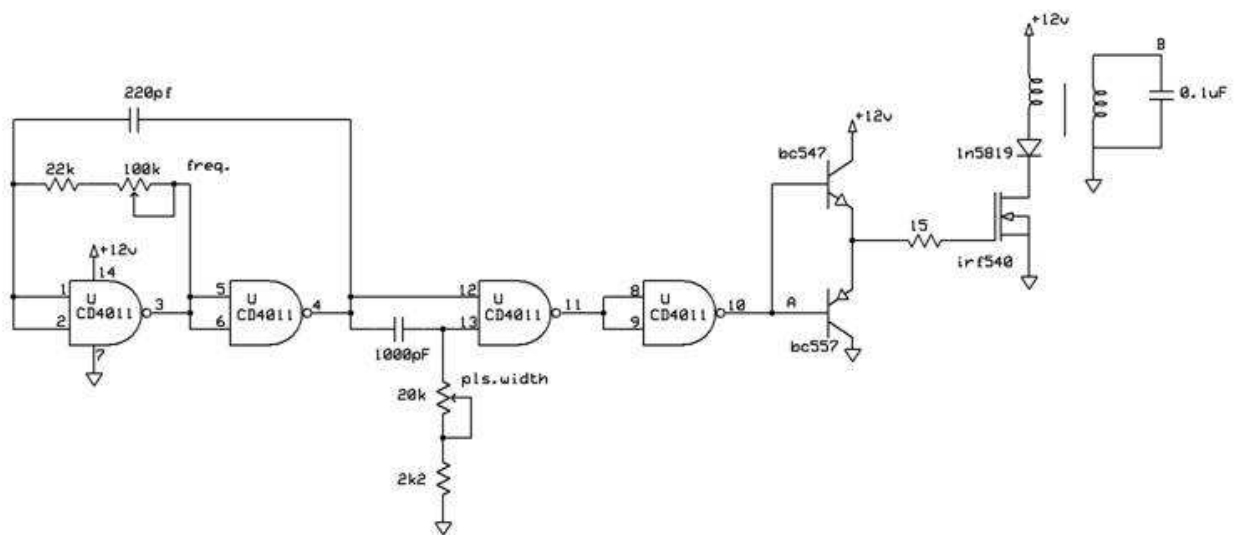 +12v
B
0.1uF
220pf
+12v
bc547
1n5819
22k
100k
freq.
15
irf540
+12v
14
1
2
U
CD4011
3
7
5
6
U
CD4011
4
12
13
U
CD4011
11
8
9
U
CD4011
10
A
bc557
1000pF
pls.width
20k
2k2